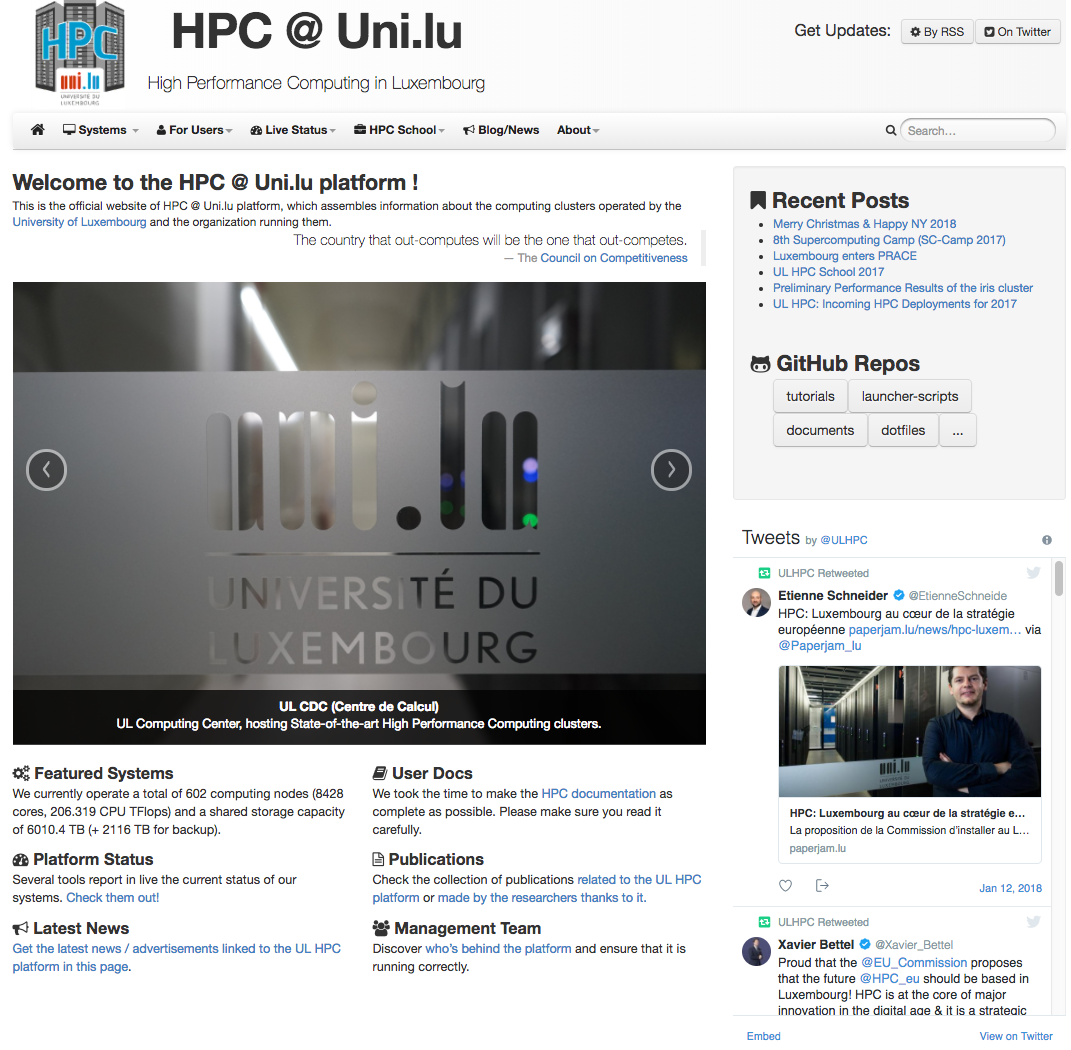 HPC
uni.lu
UNIVERSITÉ DU
LUXEMBOURG
HPC @ Uni.lu
High Performance Computing in Luxembourg
Get Updates: By RSS On Twitter
Systems For Users Live Status HPC School Blog/News About Search...
Welcome to the HPC @ Uni.lu platform !
This is the official website of HPC @ Uni.lu platform, which assembles information about the computing clusters operated by the
University of Luxembourg and the organization running them.
The country that out-computes will be the one that out-competes.
— The Council on Competitiveness
uni.lu
UNIVERSITÉ DU
LUXEMBOURG
UL CDC (Centre de Calcul)
UL Computing Center, hosting State-of-the-art High Performance Computing clusters.
Featured Systems
We currently operate a total of 602 computing nodes (8428
cores, 206.319 CPU TFlops) and a shared storage capacity
of 6010.4 TB (+ 2116 TB for backup).
User Docs
We took the time to make the HPC documentation as
complete as possible. Please make sure you read it
carefully.
Platform Status
Several tools report in live the current status of our
systems. Check them out!
Publications
Check the collection of publications related to the UL HPC
platform or made by the researchers thanks to it.
Latest News
Get the latest news / advertisements linked to the UL HPC
platform in this page.
Management Team
Discover who's behind the platform and ensure that it is
running correctly.
Recent Posts
Merry Christmas & Happy NY 2018
8th Supercomputing Camp (SC-Camp 2017)
Luxembourg enters PRACE
UL HPC School 2017
Preliminary Performance Results of the iris cluster
UL HPC: Incoming HPC Deployments for 2017
GitHub Repos
tutorials launcher-scripts
documents dotfiles ...
Tweets by @ULHPC
ULHPC Retweeted
Etienne Schneider @EtienneSchneide
HPC: Luxembourg au cœur de la stratégie
européenne paperjam.lu/news/hpc-luxem… via
@Paperjam_lu
uni.lu
HPC: Luxembourg au cœur de la stratégie e...
La proposition de la Commission d'installer au L...
paperjam.lu
Jan 12, 2018
ULHPC Retweeted
Xavier Bettel @Xavier_Bettel
Proud that the @EU_Commission proposes
that the future @HPC_eu should be based in
Luxembourg! HPC is at the core of major
innovation in the digital age & it is a strategic
Embed View on Twitter